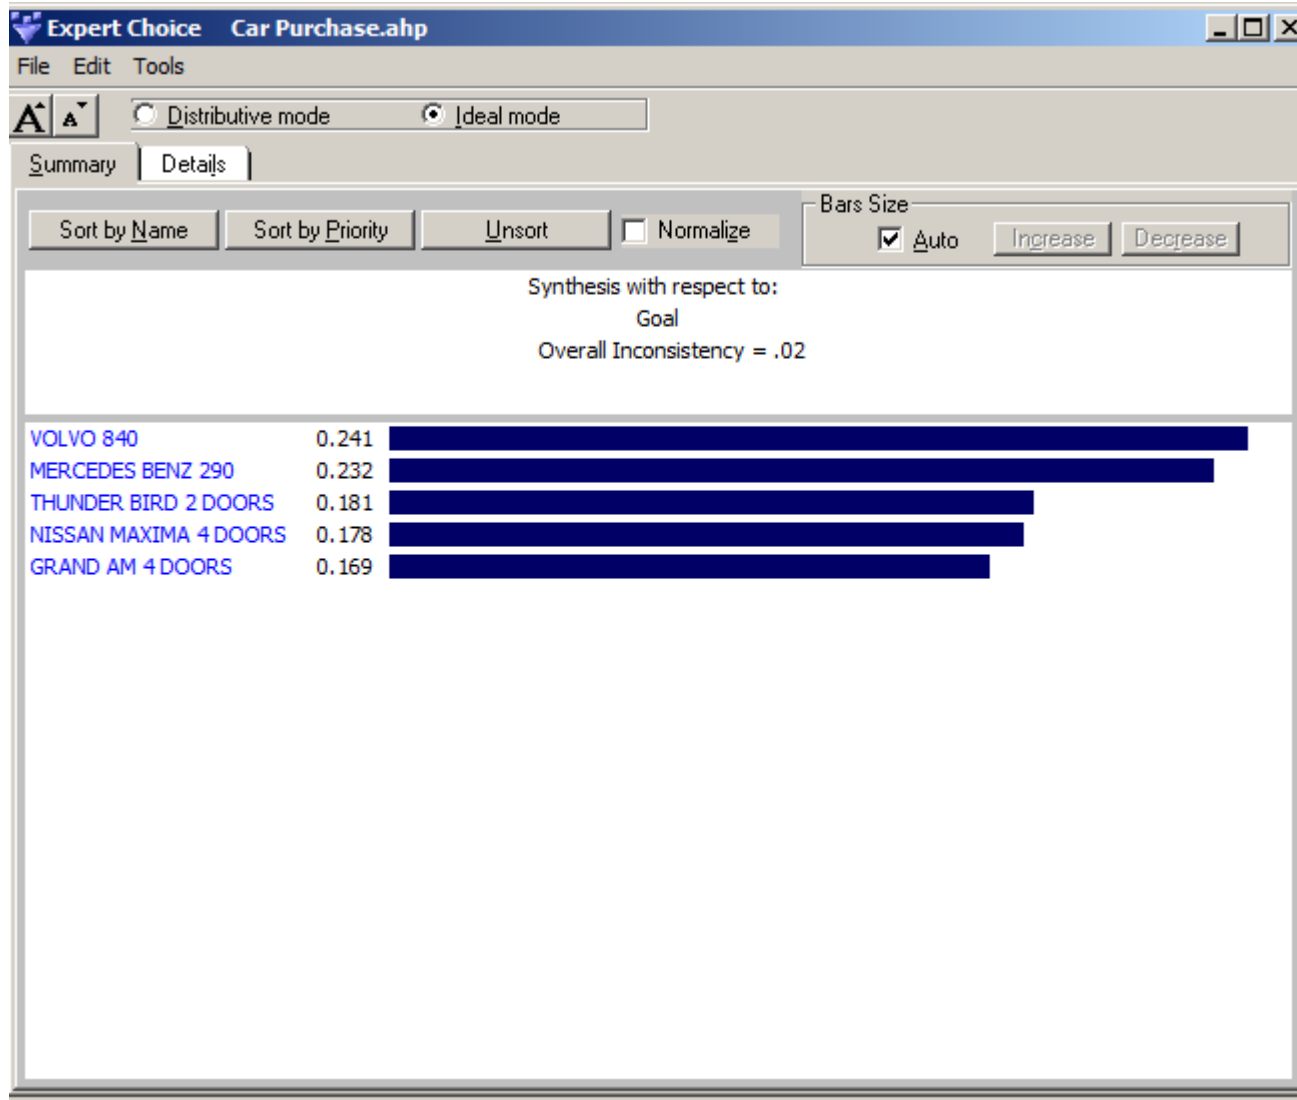 Expert Choice Car Purchase.ahp
File Edit Tools
A A Distributive mode Ideal mode
Summary Details
Bars Size
Sort by Name Sort by Priority Unsort Normalize Auto Increase Decrease
Synthesis with respect to:
Goal
Overall Inconsistency = .02
VOLVO 840 0.241
MERCEDES BENZ 290 0.232
THUNDER BIRD 2 DOORS 0.181
NISSAN MAXIMA 4 DOORS 0.178
GRAND AM 4 DOORS 0.169